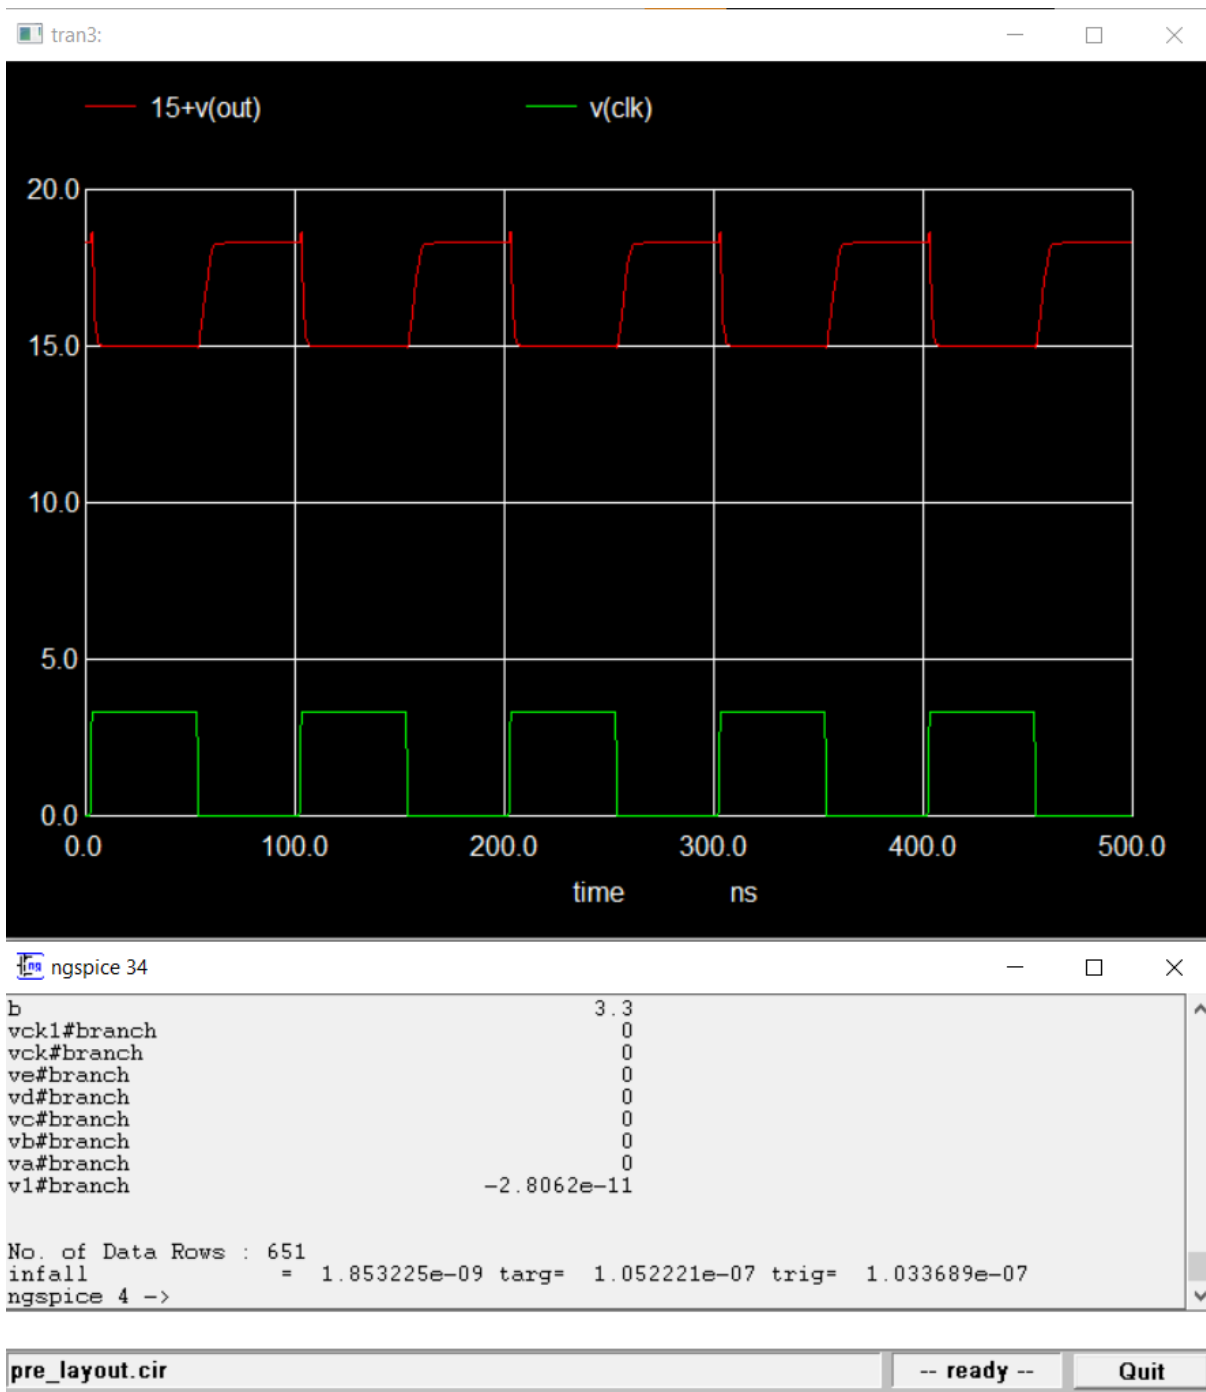 tran3:
15+v(out) v(clk)
20.0
15.0
10.0
5.0
0.0
0.0 100.0 200.0 300.0 400.0 500.0
time ns
ngspice 34
b 3.3
vck1#branch 0
vck#branch 0
ve#branch 0
vd#branch 0
vc#branch 0
vb#branch 0
va#branch 0
v1#branch -2.8062e-11
No. of Data Rows : 651
infall = 1.853225e-09 targ= 1.052221e-07 trig= 1.033689e-07
ngspice 4 ->
pre_layout.cir -- ready -- Quit